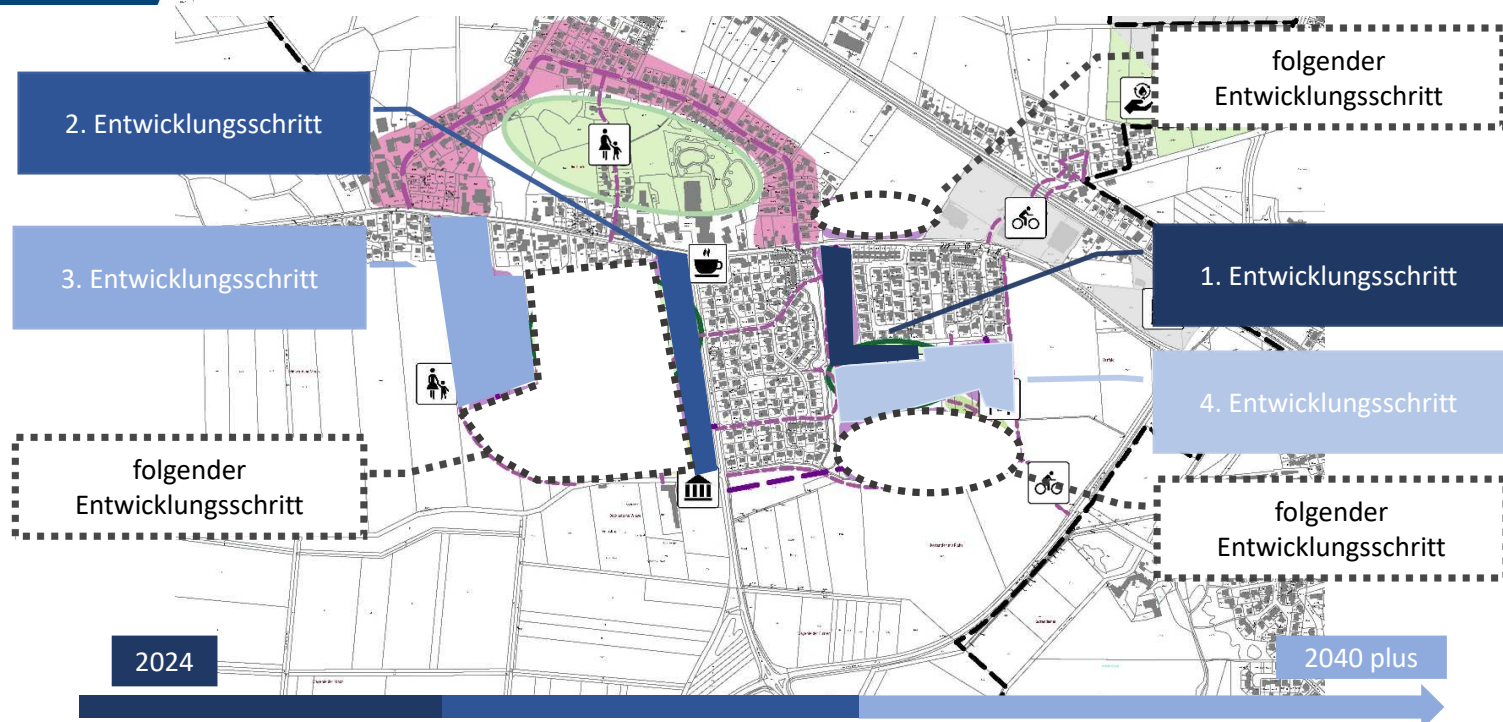 folgender
Entwicklungsschritt
2. Entwicklungsschritt
3. Entwicklungsschritt
1. Entwicklungsschritt
4. Entwicklungsschritt
folgender
Entwicklungsschritt
folgender
Entwicklungsschritt
2024
2040 plus